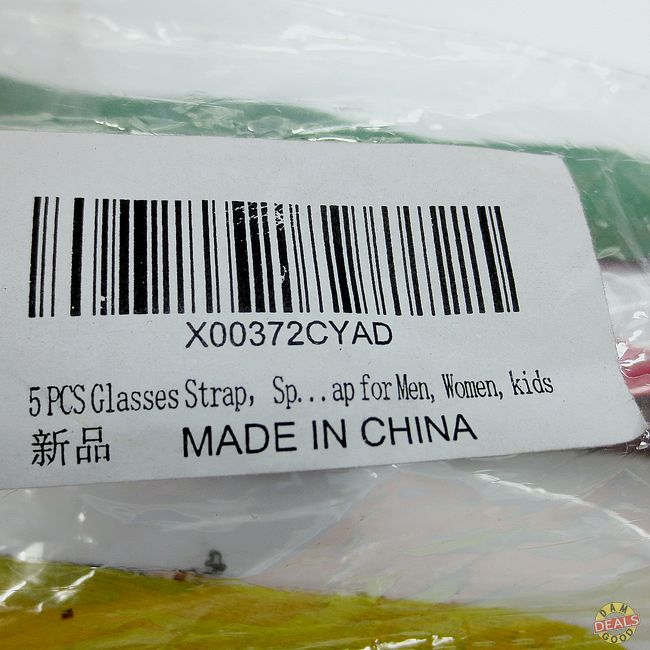 X00372CYAD
5 PCS Glasses Strap, Sp...ap for Men, Women, kids
新品 MADE IN CHINA
DAM
DEALS
GOOD